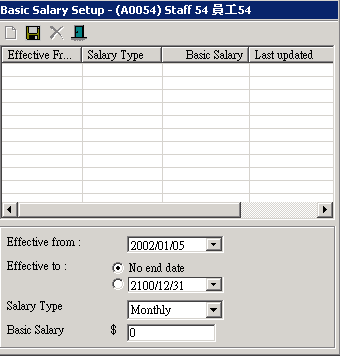 Basic Salary Setup - (A0054) Staff 54 員工54
Effective Fr... Salary Type Basic Salary Last updated
Effective from : 2002/01/05
Effective to : No end date
2100/12/31
Salary Type Monthly
Basic Salary $ 0